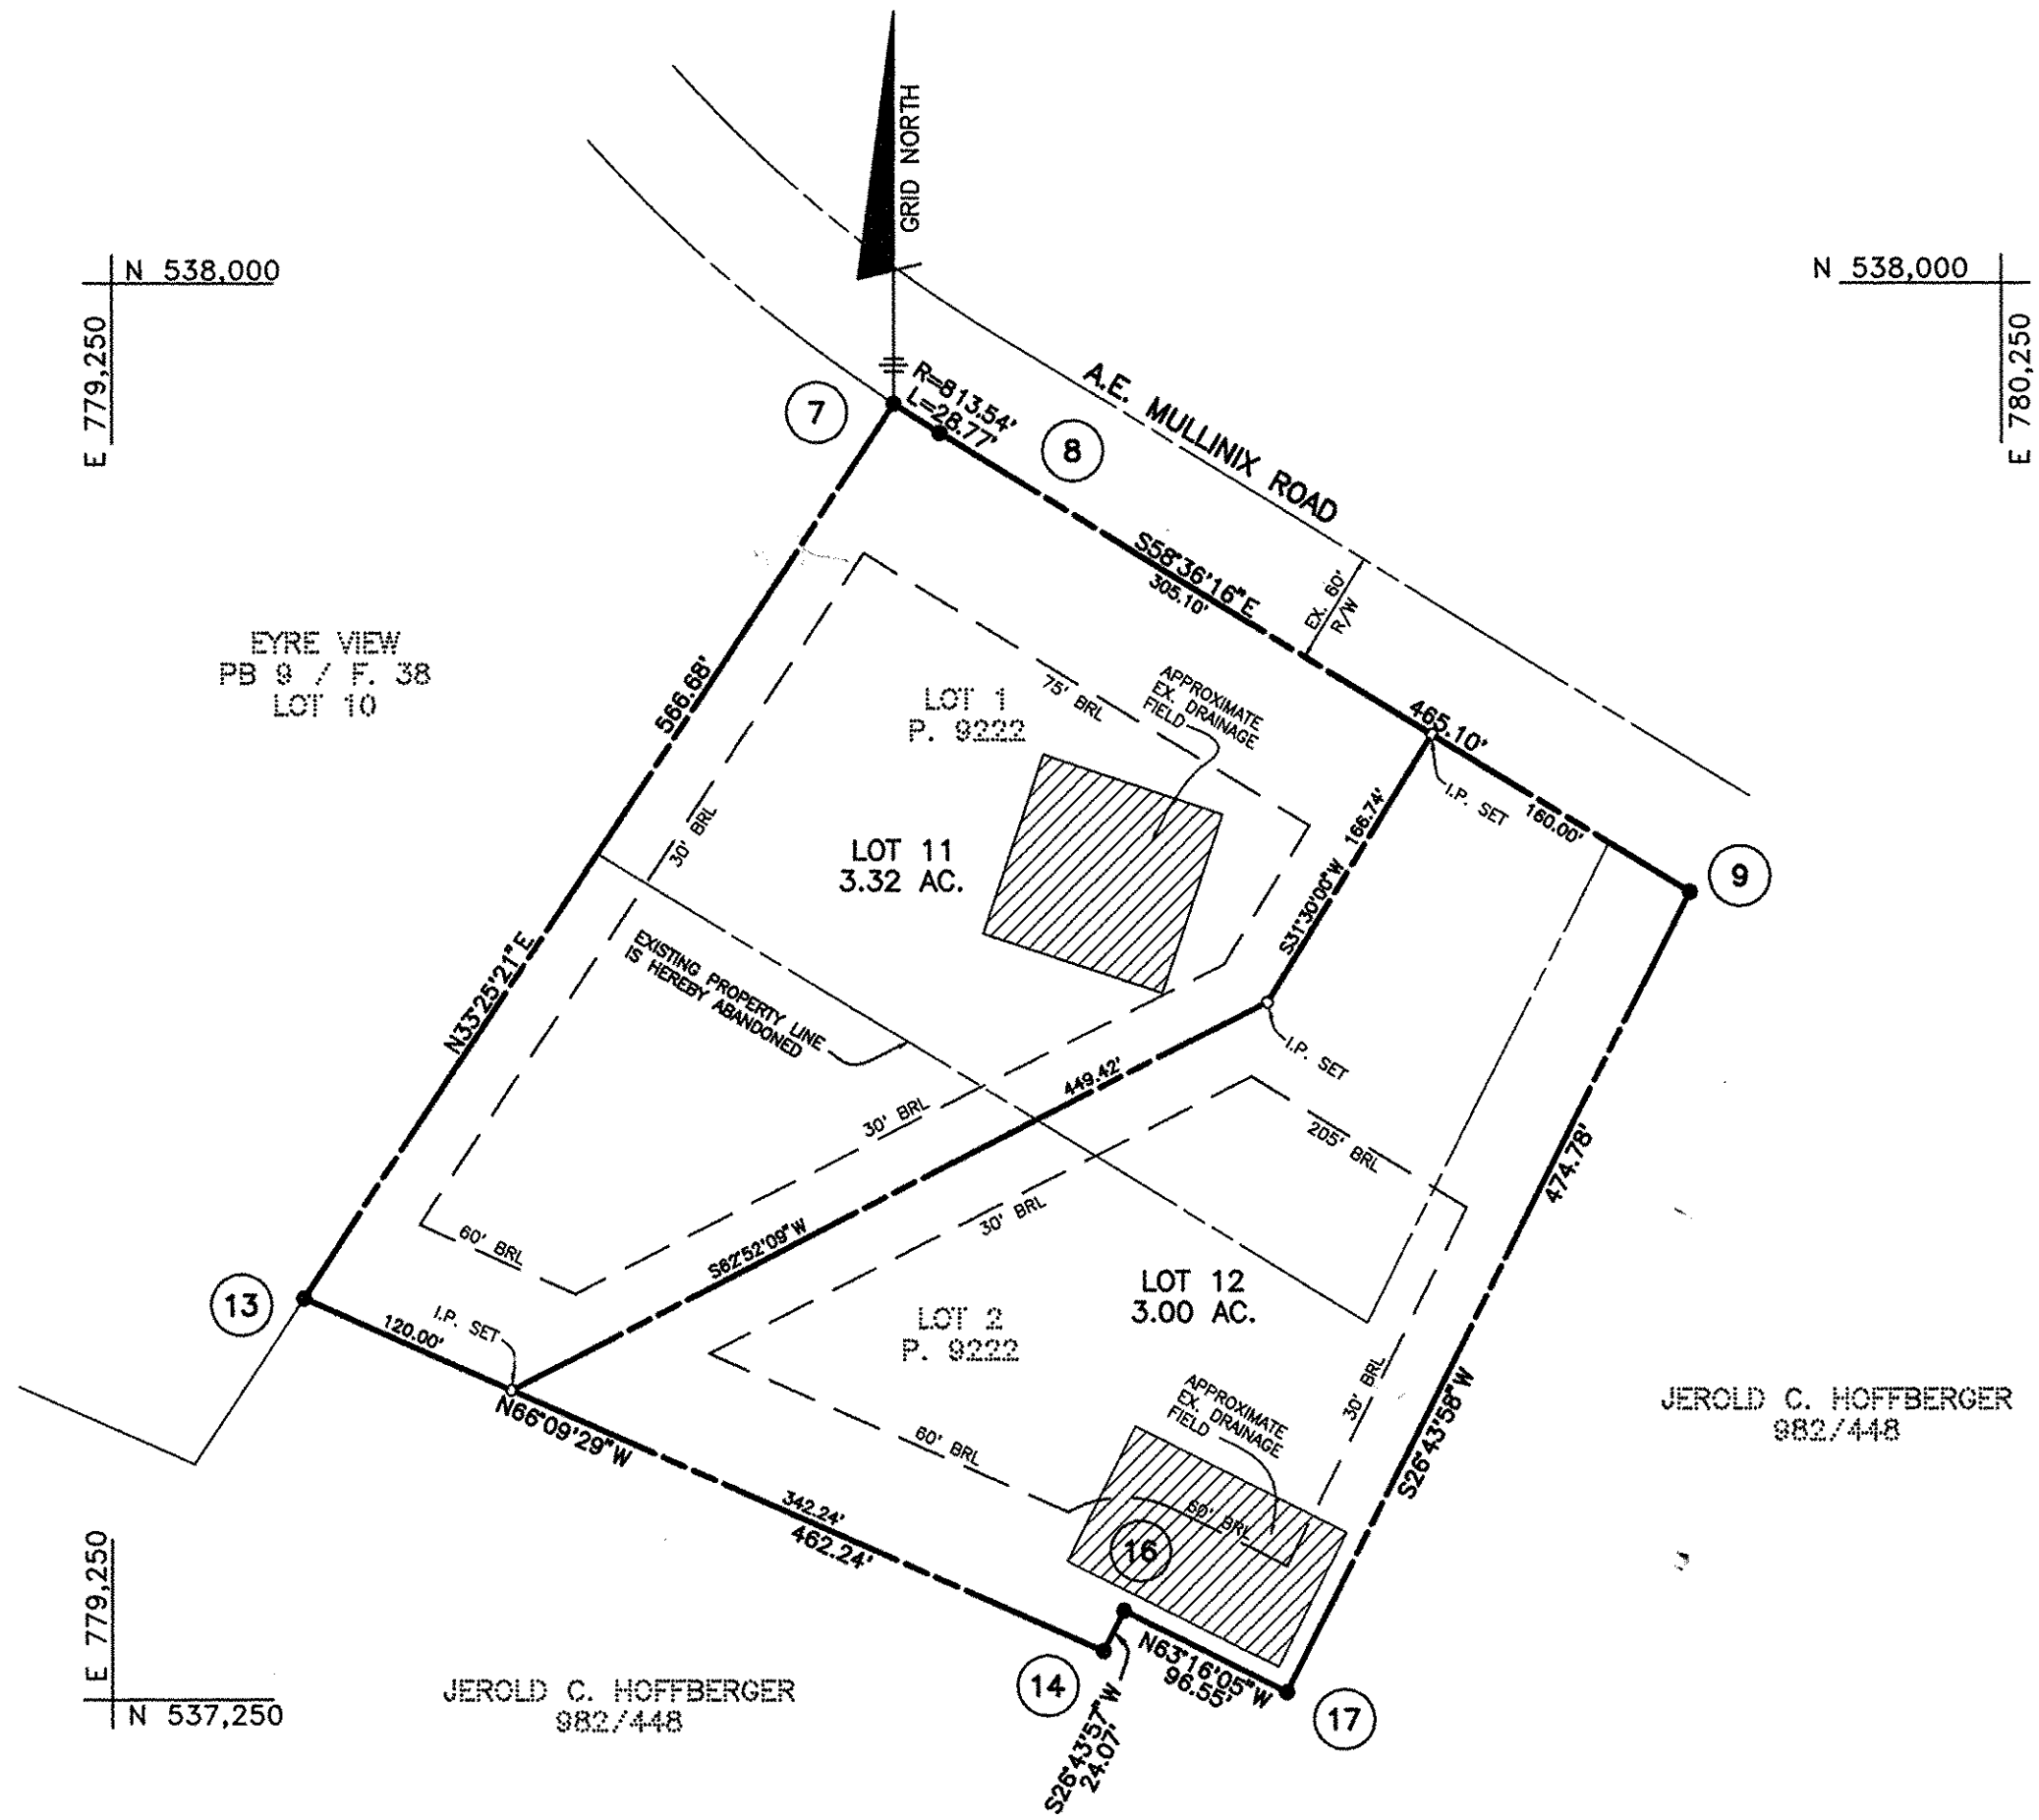 GRID NORTH
N 538,000
E 779,250
N 538,000
E 780,250
7
R=813.54'
L=28.77'
8
A.E. MULLINIX ROAD
S58°36'16"E
305.10'
EX. 60'
R/W
EYRE VIEW
PB 9 / F. 38
LOT 10
566.68'
N33°25'21"E
LOT 1
P. 9222
75' BRL
APPROXIMATE
EX. DRAINAGE
FIELD
465.10'
I.P. SET
160.00'
9
30' BRL
LOT 11
3.32 AC.
S31°30'00"W 166.74'
EXISTING PROPERTY LINE
IS HEREBY ABANDONED
I.P. SET
449.42'
30' BRL
205' BRL
474.78'
S62°52'09"W
30' BRL
60' BRL
13
120.00'
I.P. SET
LOT 12
3.00 AC.
LOT 2
P. 9222
30' BRL
S26°43'58"W
APPROXIMATE
EX. DRAINAGE
FIELD
JEROLD C. HOFFBERGER
982/448
N66°09'29"W
60' BRL
342.24'
462.24'
60' BRL
16
E 779,250
N 537,250
JEROLD C. HOFFBERGER
982/448
14
N63°16'05"W
96.55'
17
S26°43'57"W
24.07'